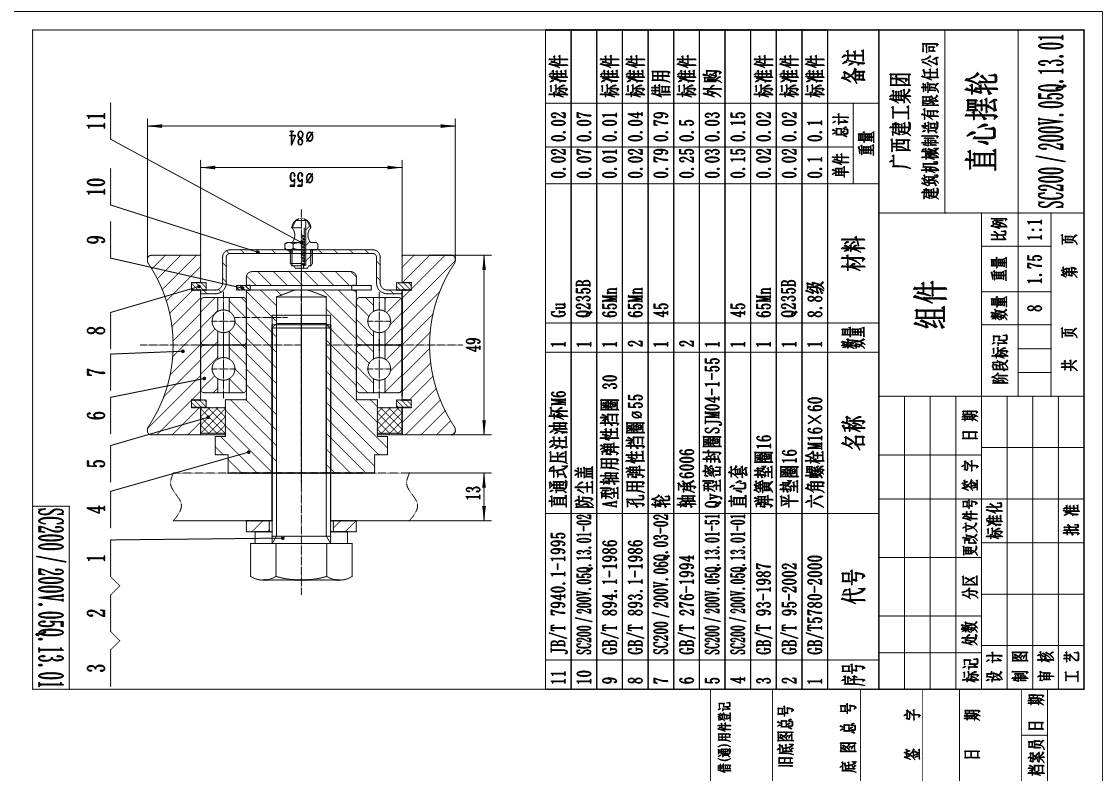 SC200/200V.05Q.13.01
3 2 1 4 5 6 7 8 9 10 11
ø84
ø55
49
13
11 JB/T 7940.1-1995 直通式压注油杯M6 1 Gu 0.02 0.02 标准件
10 SC200/200V.05Q.13.01-02 防尘盖 1 Q235B 0.07 0.07
9 GB/T 894.1-1986 A型轴用弹性挡圈 30 1 65Mn 0.01 0.01 标准件
8 GB/T 893.1-1986 孔用弹性挡圈ø55 2 65Mn 0.02 0.04 标准件
7 SC200/200V.06Q.03-02 轮 1 45 0.79 0.79 借用
6 GB/T 276-1994 轴承6006 2 0.25 0.5 标准件
5 SC200/200V.05Q.13.01-51 Qy型密封圈SJM04-1-55 1 0.03 0.03 外购
4 SC200/200V.05Q.13.01-01 直心套 1 45 0.15 0.15
3 GB/T 93-1987 弹簧垫圈16 1 65Mn 0.02 0.02 标准件
2 GB/T 95-2002 平垫圈16 1 Q235B 0.02 0.02 标准件
1 GB/T5780-2000 六角螺栓M16×60 1 8.8级 0.1 0.1 标准件
序号 代号 名称 数量 材料 单件 总计 备注
重量
组件
广西建工集团
建筑机械制造有限责任公司
直心摆轮
SC200/200V.05Q.13.01
标记 处数 分区 更改文件号 签字 日期
设计 标准化
制图
审核
工艺 批准
阶段标记 数量 重量 比例
8 1.75 1:1
共 页 第 页
借(通)用件登记
旧底图总号
底图总号
签字
日期
档案员 日期